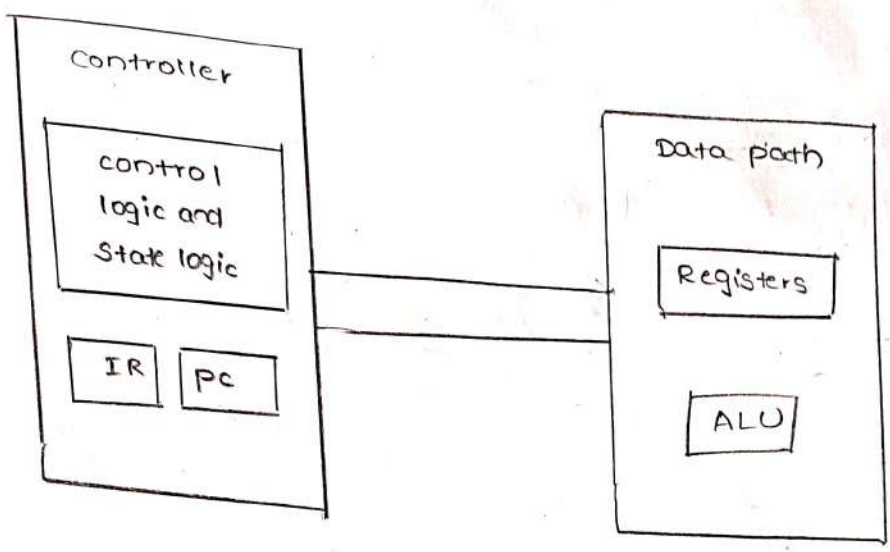 Controller
control
logic and
State logic
IR
PC
Data path
Registers
ALU